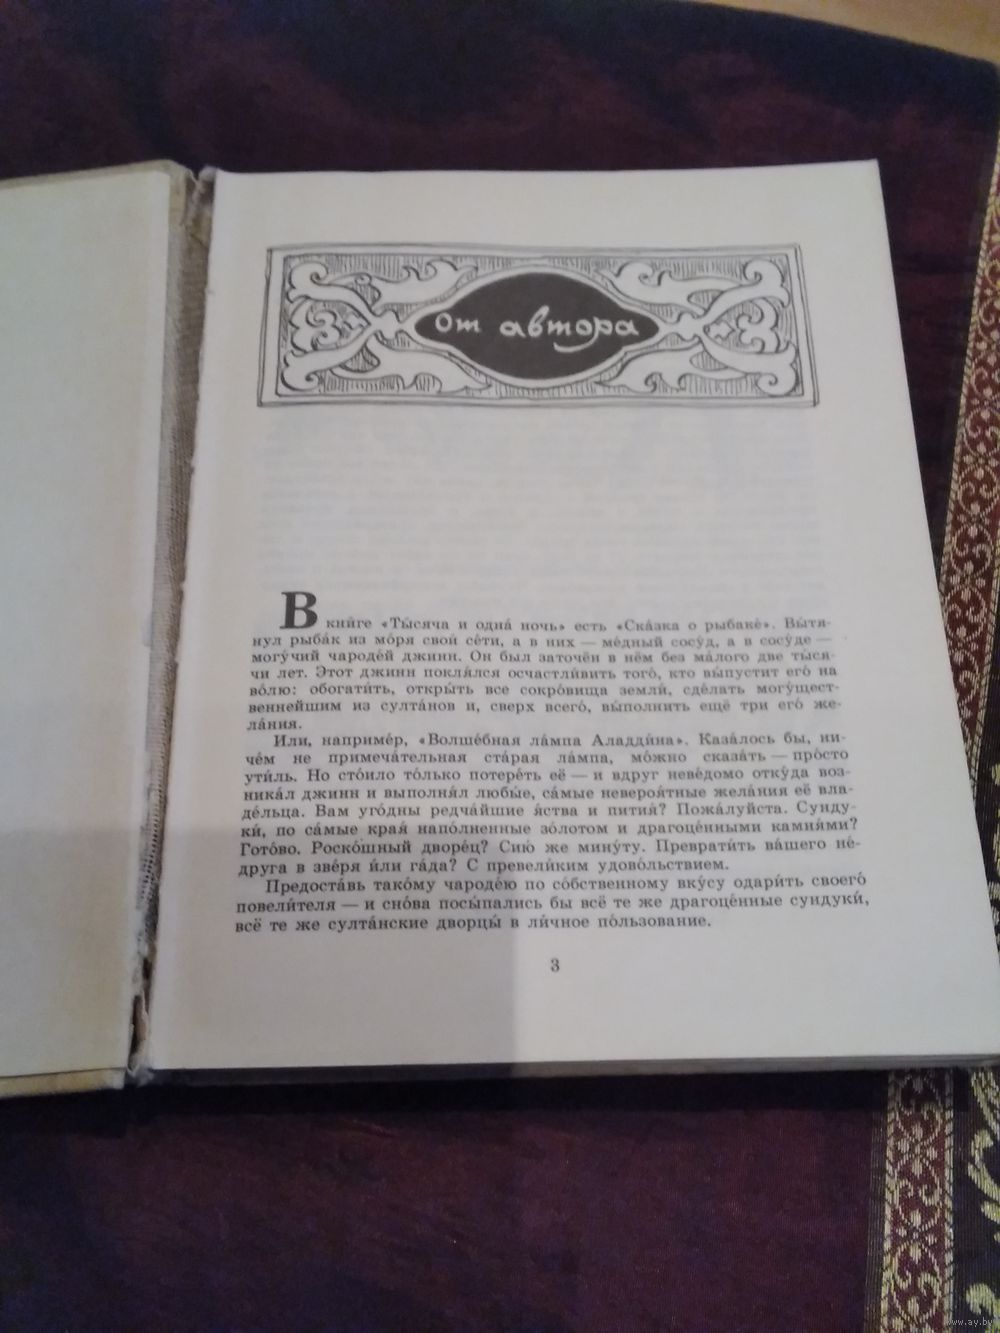 От автора
В кни́ге «Ты́сяча и одна́ ночь» есть «Ска́зка о рыбаке́». Вы́тя-
нул рыба́к из мо́ря свои́ се́ти, а в них — ме́дный сосу́д, а в сосу́де —
могу́чий чароде́й джинн. Он был заточён в нём без ма́лого две ты́ся-
чи лет. Э́тот джинн покля́лся осчастли́вить того́, кто вы́пустит его́ на
во́лю: обогати́ть, откры́ть все сокро́вища земли́, сде́лать могу́щест-
веннейшим из султа́нов и, сверх всего́, вы́полнить ещё три его́ же-
ла́ния.
Или, наприме́р, «Волше́бная ла́мпа Аладди́на». Каза́лось бы, ни-
че́м не примеча́тельная ста́рая ла́мпа, мо́жно сказа́ть — про́сто
ути́ль. Но сто́ило то́лько потере́ть её — и вдруг неве́домо отку́да воз-
ника́л джинн и выполня́л любы́е, са́мые невероя́тные жела́ния её вла-
де́льца. Вам уго́дны редча́йшие я́ства и пития́? Пожа́луйста. Сунду-
ки́, по са́мые края́ напо́лненные зо́лотом и драгоце́нными камня́ми?
Гото́во. Роско́шный дворе́ц? Сию́ же мину́ту. Преврати́ть ва́шего не́-
друга в зве́ря и́ли га́да? С превели́ким удово́льствием.
Предоста́вь тако́му чароде́ю по со́бственному вку́су одари́ть своего́
повели́теля — и сно́ва посы́пались бы всё те же драгоце́нные сундуки́,
всё те же султа́нские дворцы́ в ли́чное по́льзование.
3
www.ay.by